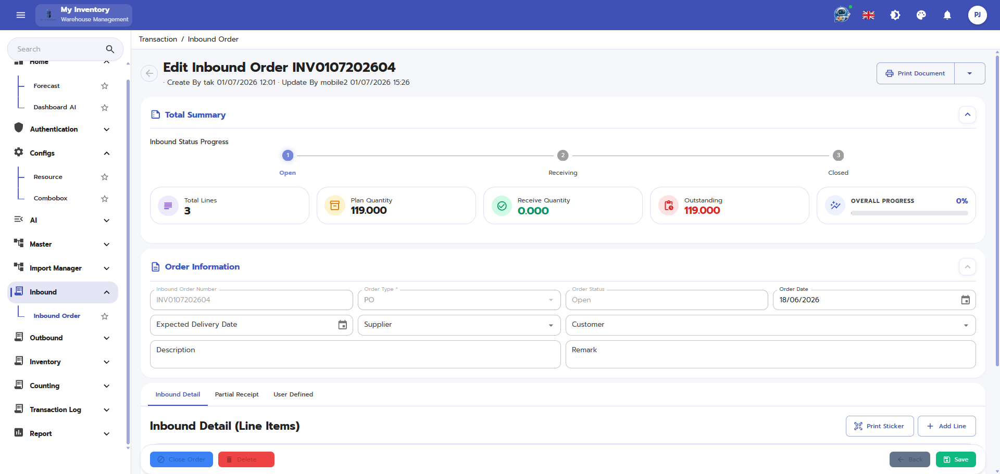 My Inventory
Warehouse Management
PJ
Search
Home
Forecast
Dashboard AI
Authentication
Configs
Resource
Combobox
AI
Master
Import Manager
Inbound
Inbound Order
Outbound
Inventory
Counting
Transaction Log
Report
Transaction / Inbound Order
Edit Inbound Order INV0107202604
· Create By tak 01/07/2026 12:01 · Update By mobile2 01/07/2026 15:26
Print Document
Total Summary
Inbound Status Progress
1 2 3
Open Receiving Closed
Total Lines
3
Plan Quantity
119.000
Receive Quantity
0.000
Outstanding
119.000
OVERALL PROGRESS 0%
Order Information
Inbound Order Number
INV0107202604
Order Type *
PO
Order Status
Open
Order Date
18/06/2026
Expected Delivery Date
Supplier
Customer
Description
Remark
Inbound Detail Partial Receipt User Defined
Inbound Detail (Line Items)
Print Sticker
Add Line
Close Order
Delete
Back
Save